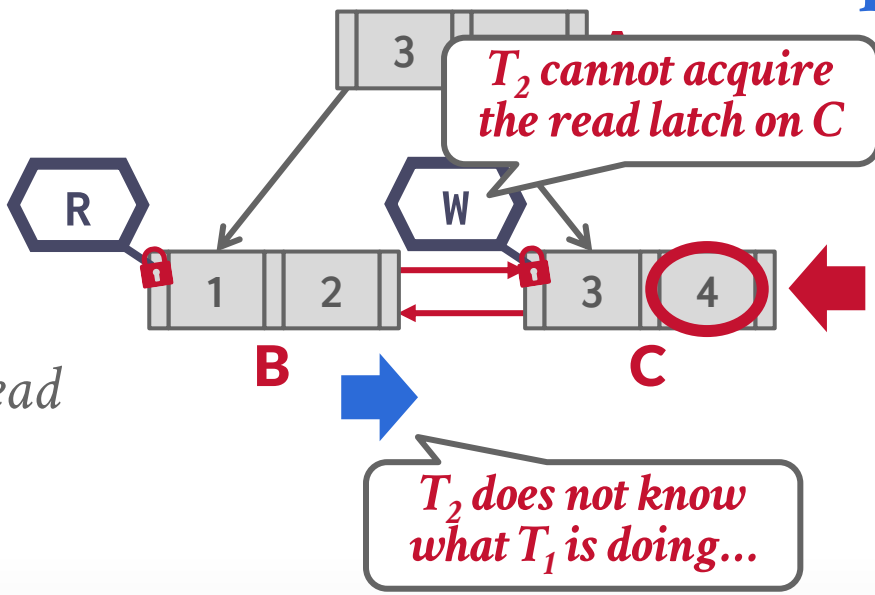 3
T2 cannot acquire
the read latch on C
R
W
1 2
3 4
B
C
T2 does not know
what T1 is doing...